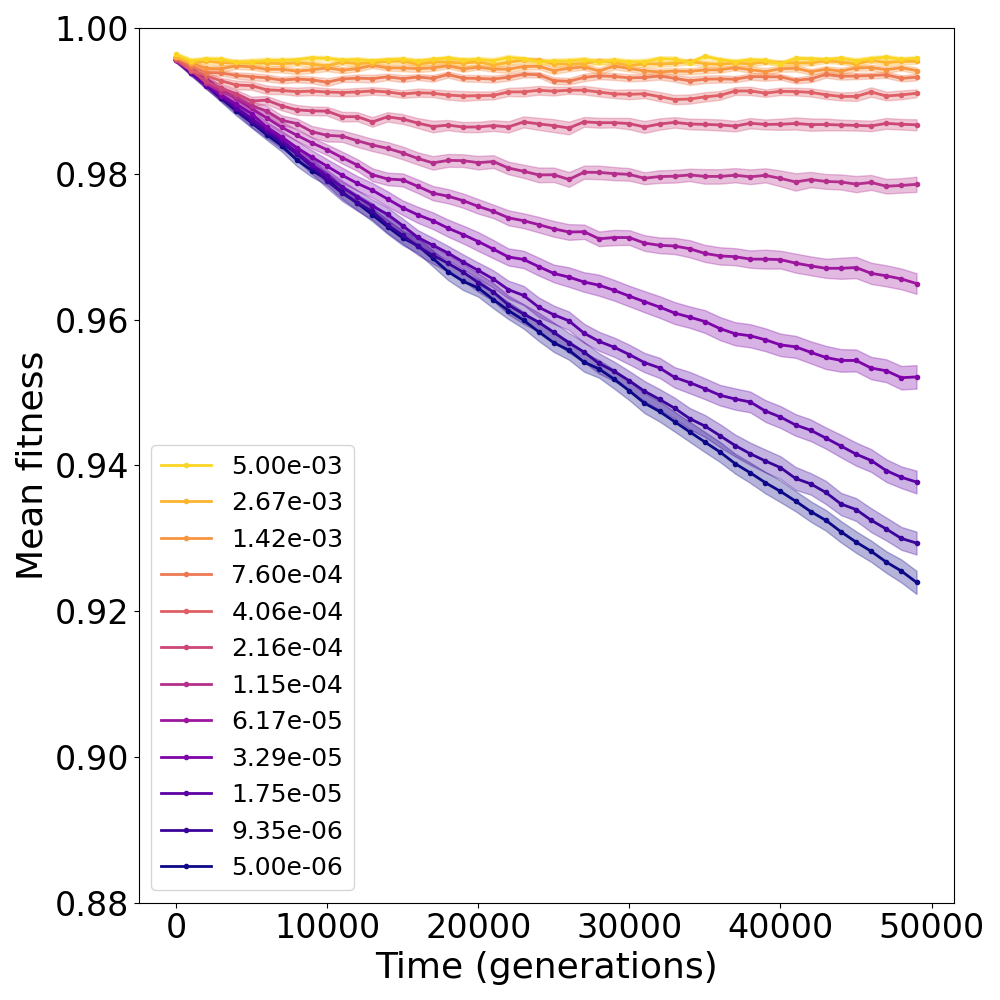 1.00
0.98
0.96
0.94
0.92
0.90
0.88
Mean fitness
5.00e-03
2.67e-03
1.42e-03
7.60e-04
4.06e-04
2.16e-04
1.15e-04
6.17e-05
3.29e-05
1.75e-05
9.35e-06
5.00e-06
0 10000 20000 30000 40000 50000
Time (generations)